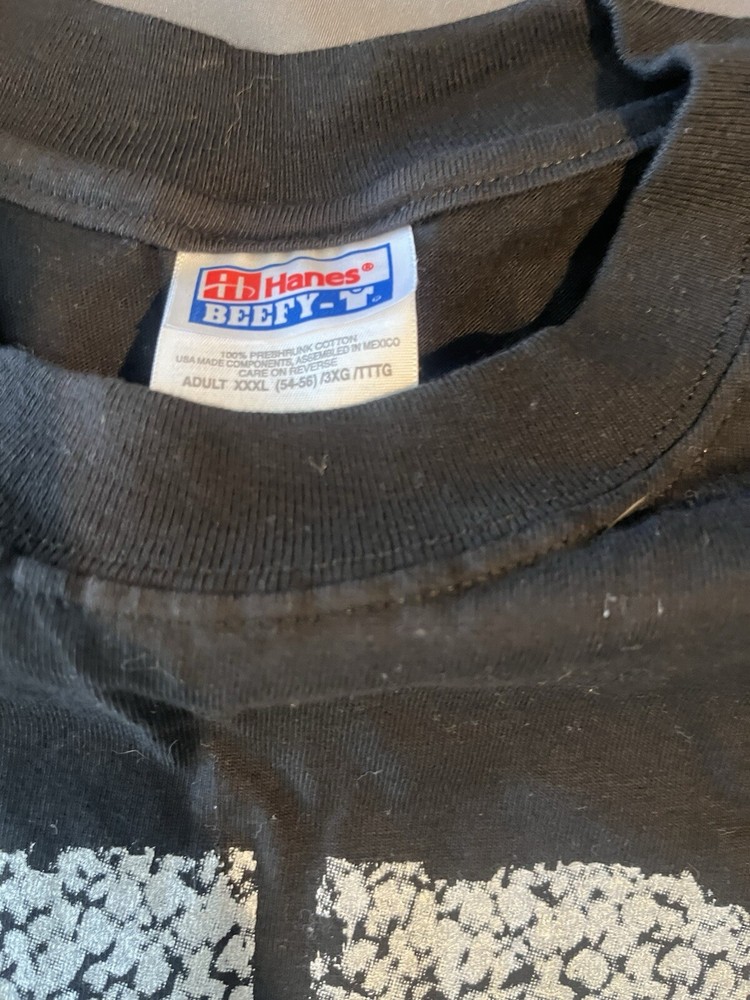 Hanes®
BEEFY-T®
100% PRESHRUNK COTTON
USA MADE COMPONENTS, ASSEMBLED IN MEXICO
CARE ON REVERSE
ADULT XXXL (54-56) /3XG /TTTG